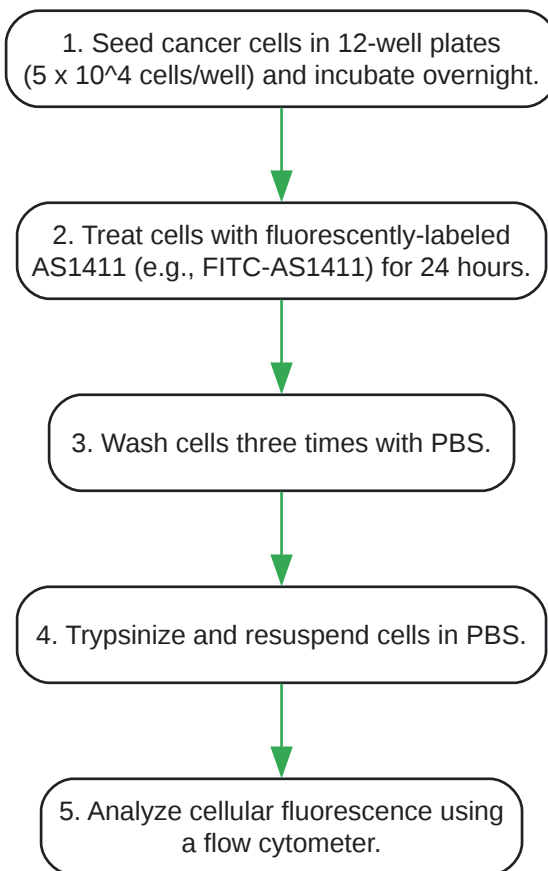 1. Seed cancer cells in 12-well plates
(5 x 10^4 cells/well) and incubate overnight.
2. Treat cells with fluorescently-labeled
AS1411 (e.g., FITC-AS1411) for 24 hours.
3. Wash cells three times with PBS.
4. Trypsinize and resuspend cells in PBS.
5. Analyze cellular fluorescence using
a flow cytometer.